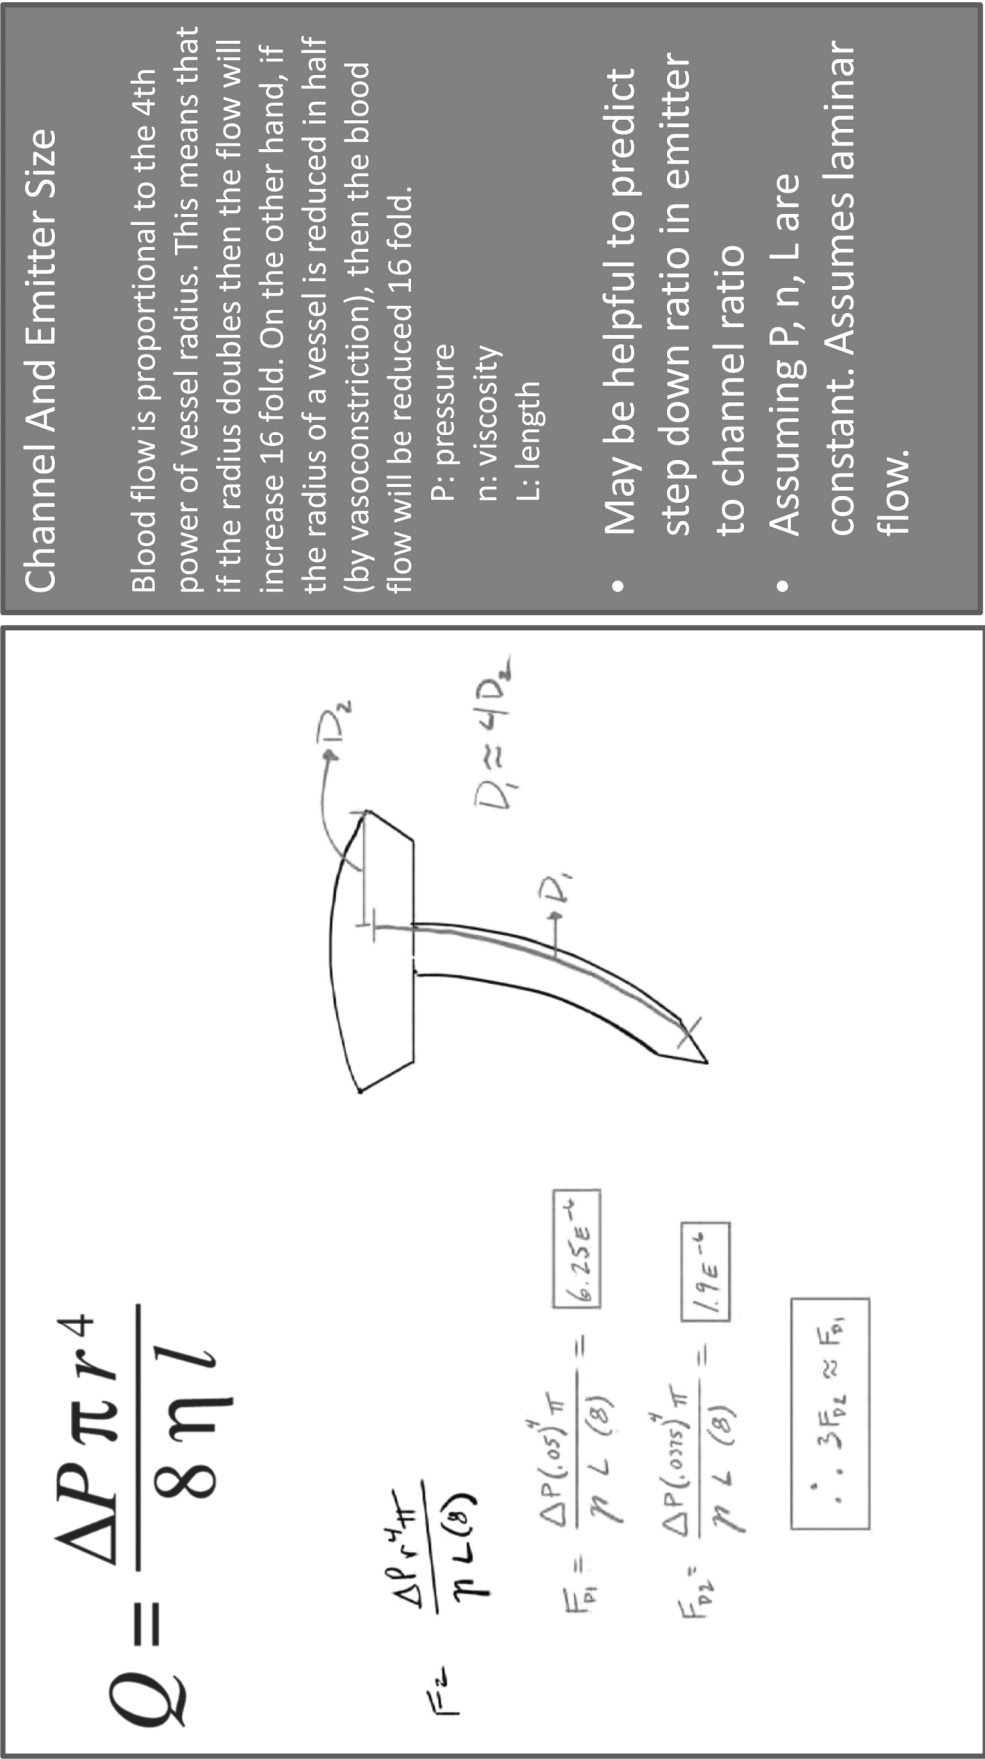 Q = ΔP π r⁴ / 8 η l
F = ΔP r⁴ π / η L (8)
F_D1 = ΔP(.05)⁴ π / η L (8) = 6.25E⁻⁶
F_D2 = ΔP(.0375)⁴ π / η L (8) = 1.9E⁻⁶
∴ 3F_D2 ≈ F_D1
D₂
D₁ ≈ 4D₂
D₁
Channel And Emitter Size
Blood flow is proportional to the 4th
power of vessel radius. This means that
if the radius doubles then the flow will
increase 16 fold. On the other hand, if
the radius of a vessel is reduced in half
(by vasoconstriction), then the blood
flow will be reduced 16 fold.
P: pressure
n: viscosity
L: length
• May be helpful to predict
step down ratio in emitter
to channel ratio
• Assuming P, n, L are
constant. Assumes laminar
flow.